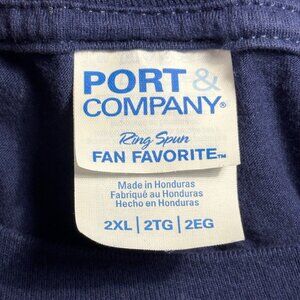 PORT &
COMPANY®
Ring Spun
FAN FAVORITE™
Made in Honduras
Fabriqué au Honduras
Hecho en Honduras
2XL | 2TG | 2EG